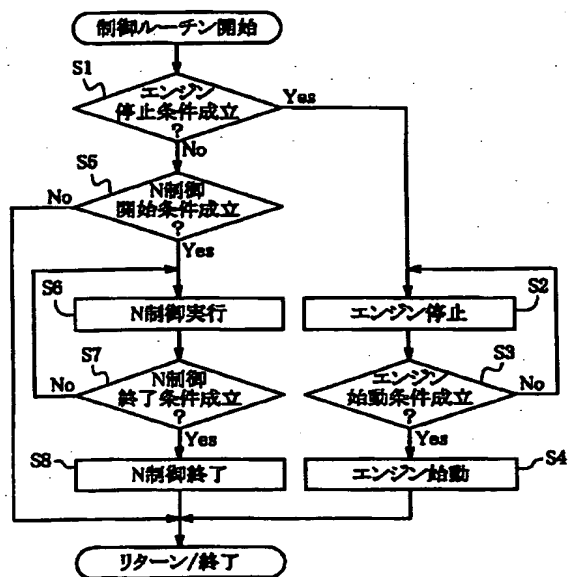 制御ルーチン開始
S1
エンジン
停止条件成立
?
Yes
No
S5
N制御
開始条件成立
?
No
Yes
S6
N制御実行
S2
エンジン停止
S7
N制御
終了条件成立
?
No
Yes
S3
エンジン
始動条件成立
?
No
Yes
S8
N制御終了
S4
エンジン始動
リターン/終了